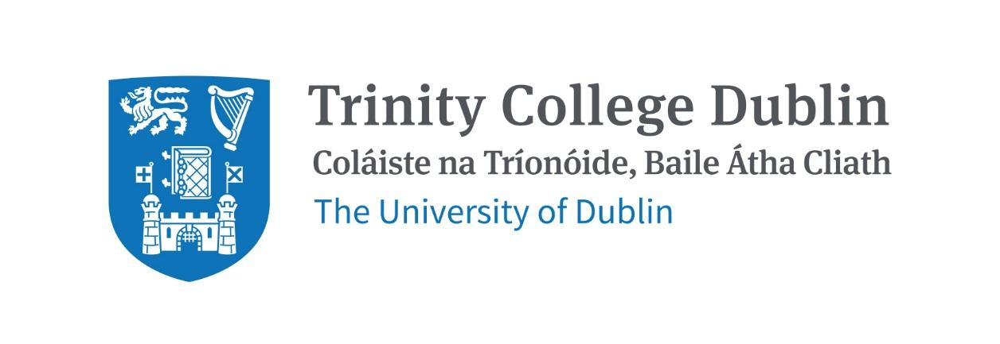 Trinity College Dublin
Coláiste na Tríonóide, Baile Átha Cliath
The University of Dublin